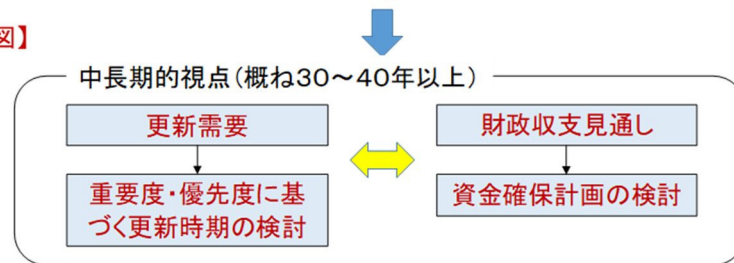 図】
中長期的視点(概ね30～40年以上)
更新需要
財政収支見通し
重要度・優先度に基
づく更新時期の検討
資金確保計画の検討